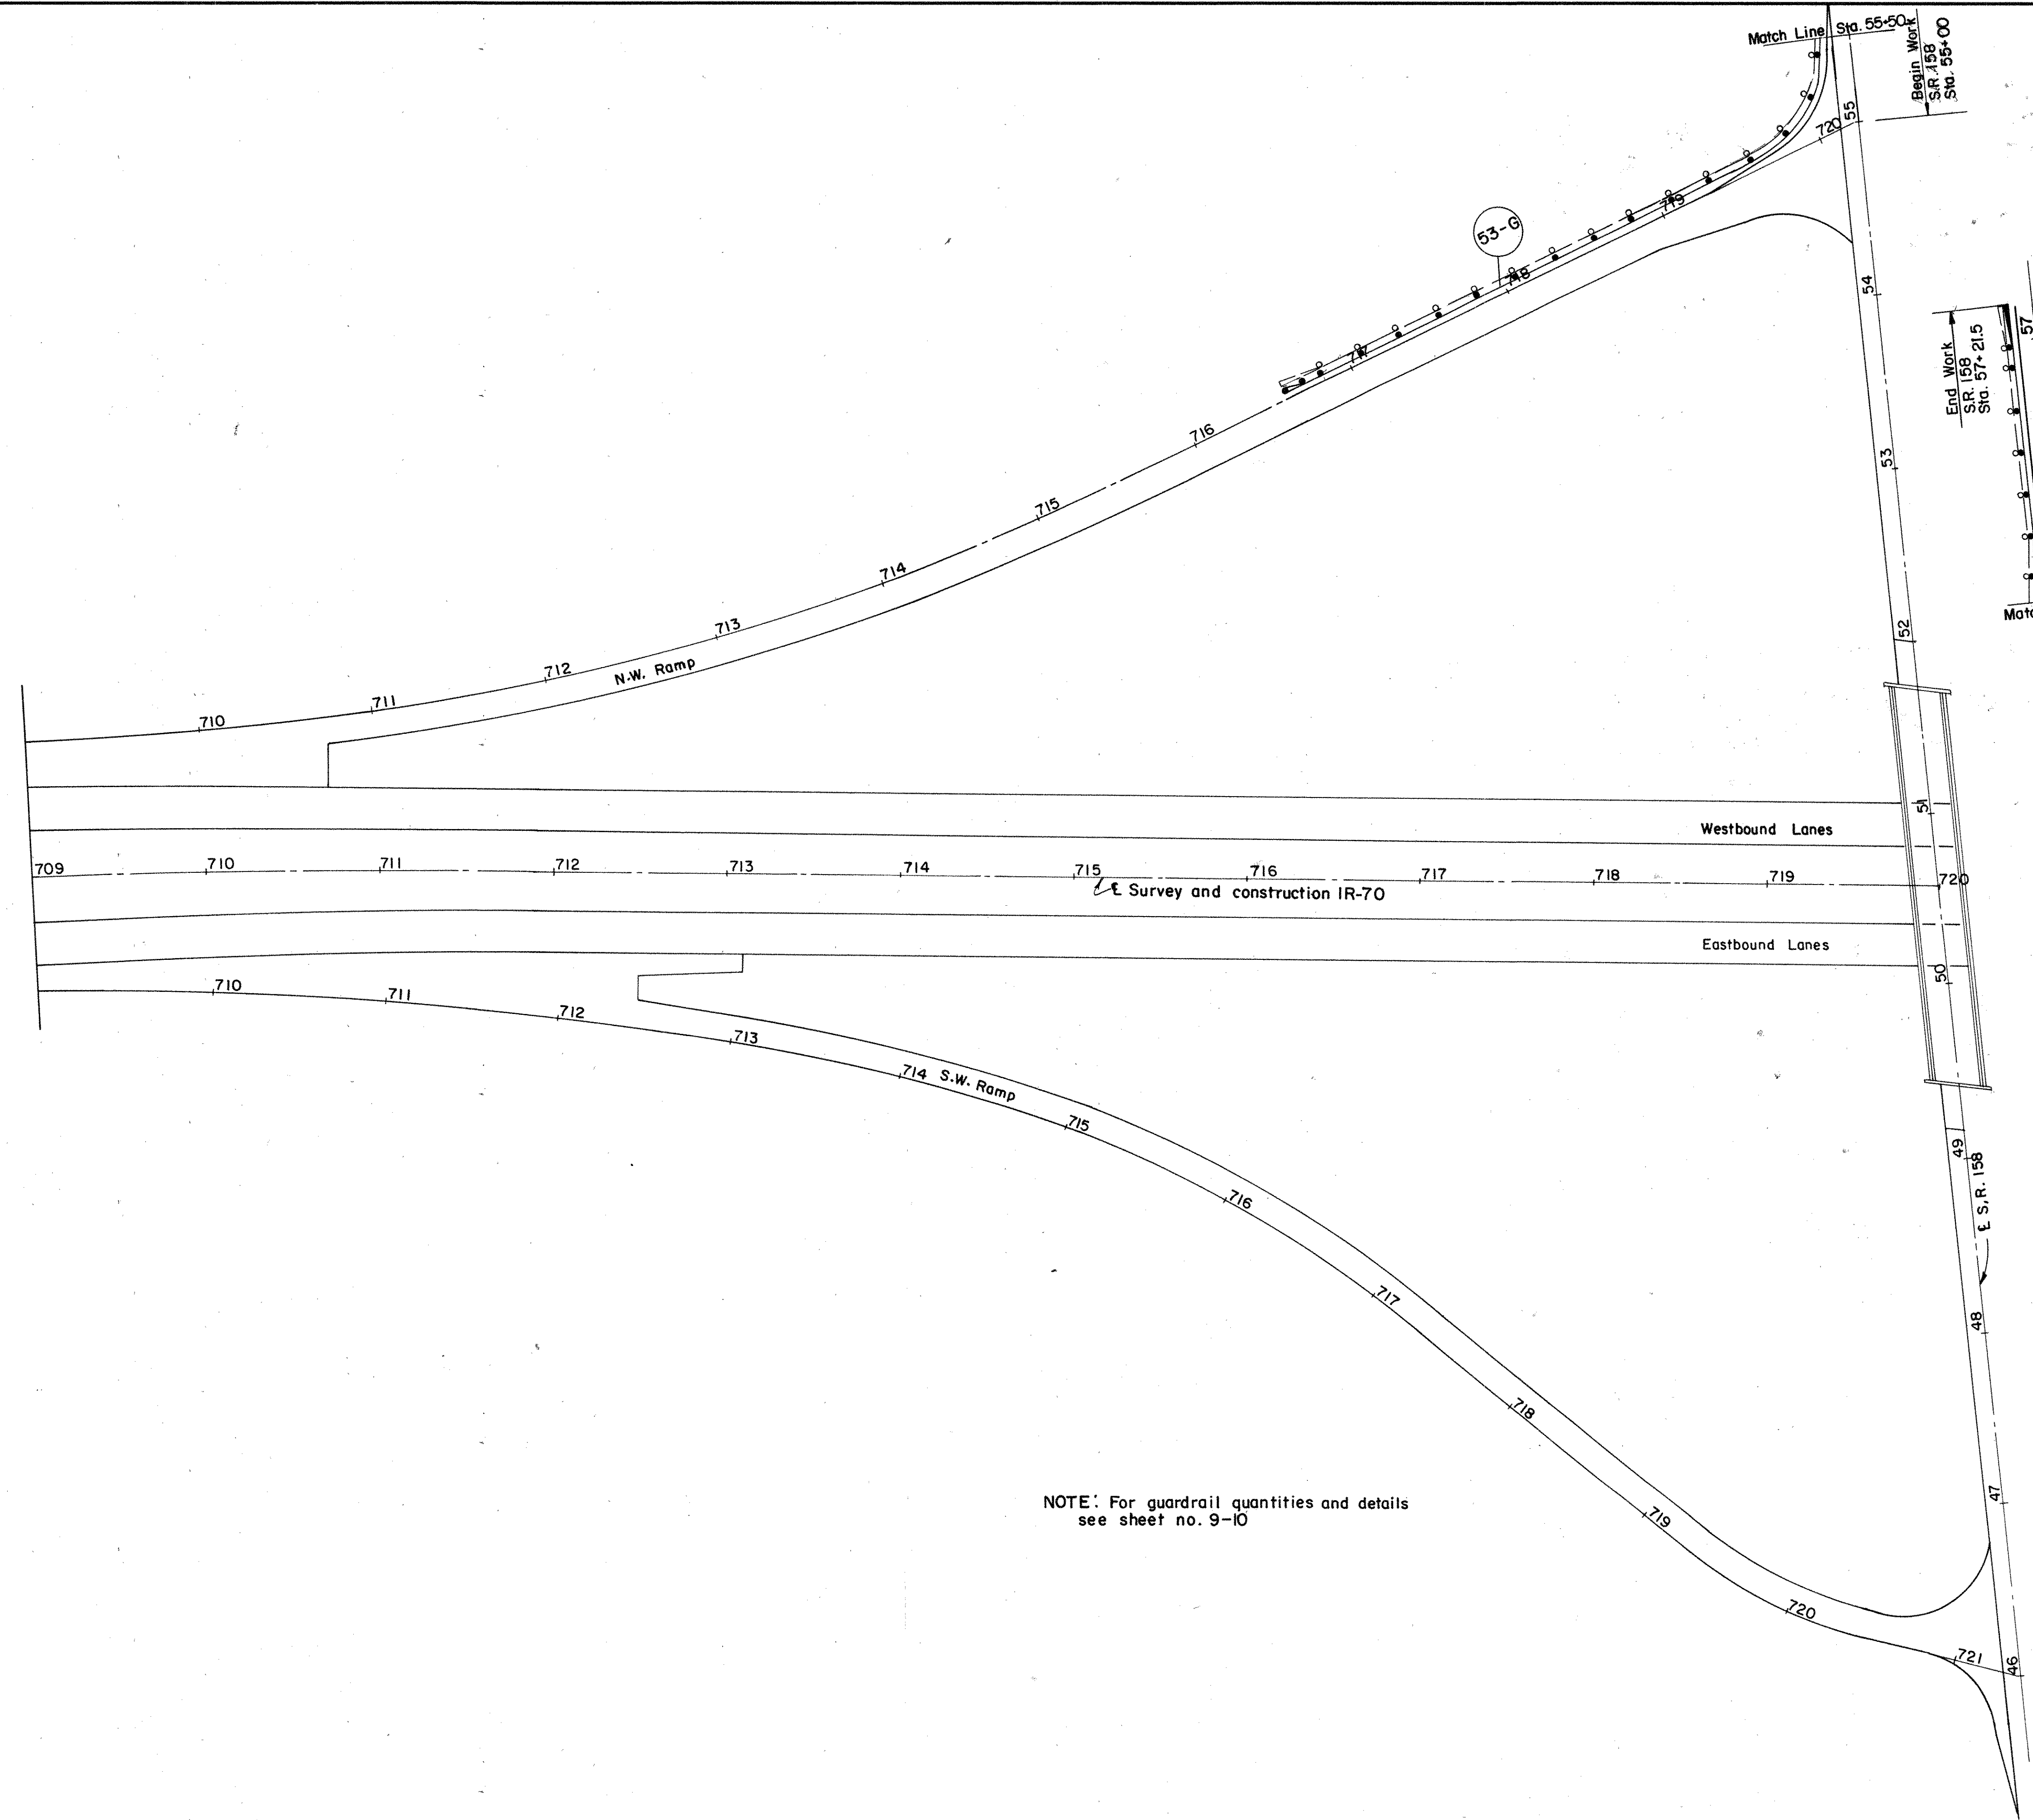 Match Line Sta. 55+50
Begin Work
S.R. 158
Sta. 55+00
55
720
719
53-G
718
717
54
End Work
S.R. 158
Sta. 57+21.5
57
53
716
715
714
713
712
711
710
N.W. Ramp
52
51
Westbound Lanes
709
710
711
712
713
714
715
716
717
718
719
720
℄ Survey and construction IR-70
Eastbound Lanes
50
710
711
712
713
714
S.W. Ramp
715
716
717
718
719
720
721
49
℄ S.R. 158
48
47
46
NOTE: For guardrail quantities and details
see sheet no. 9-10